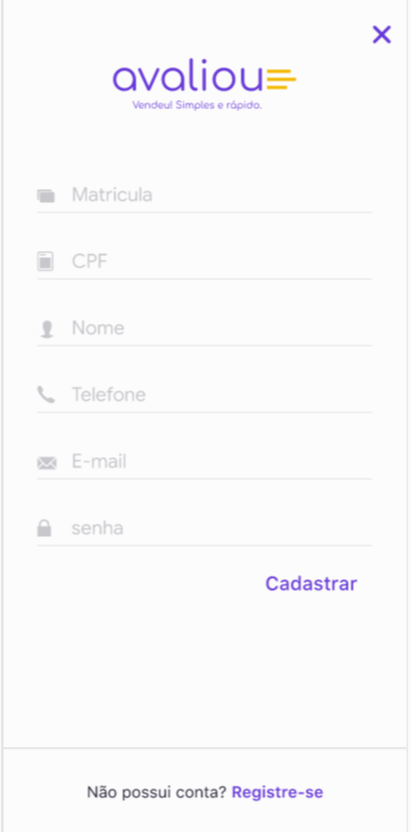 avaliou
Vendeu! Simples e rápido.
Matricula
CPF
Nome
Telefone
E-mail
senha
Cadastrar
Não possui conta? Registre-se